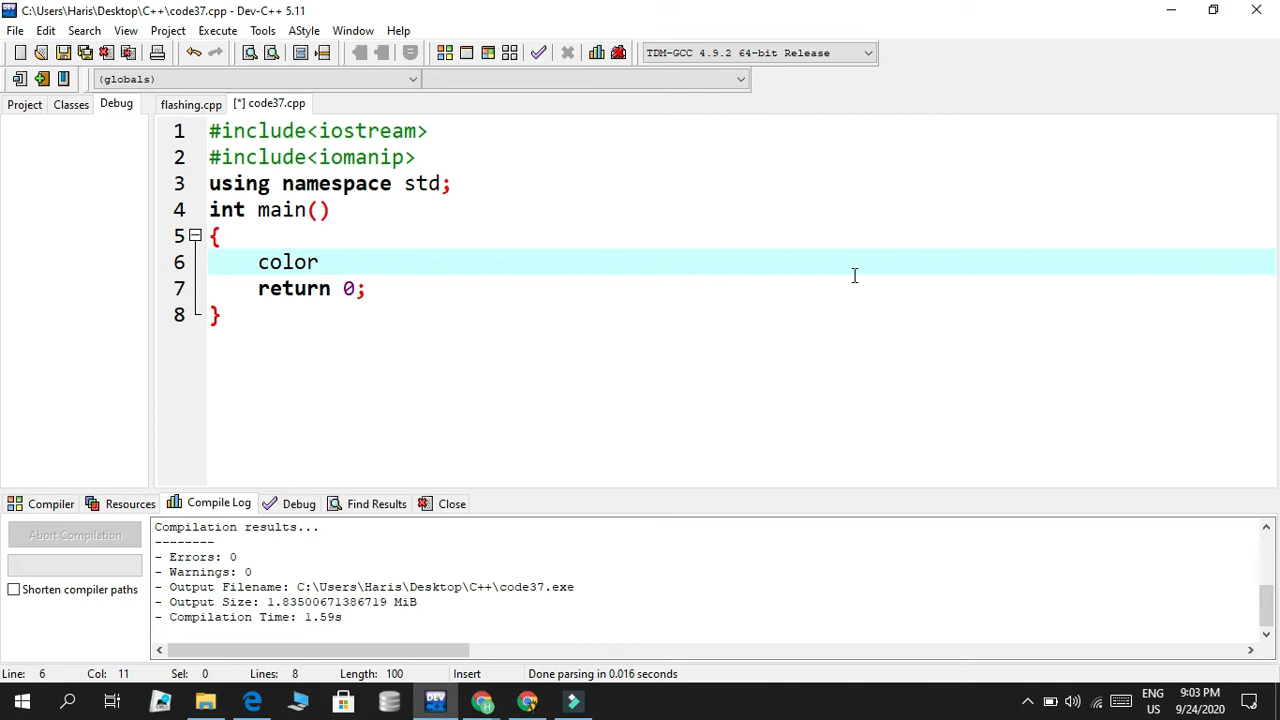 C:\Users\Haris\Desktop\C++\code37.cpp - Dev-C++ 5.11
File Edit Search View Project Execute Tools AStyle Window Help
TDM-GCC 4.9.2 64-bit Release
(globals)
Project Classes Debug flashing.cpp [*] code37.cpp
1 #include<iostream>
2 #include<iomanip>
3 using namespace std;
4 int main()
5 {
6 color
7 return 0;
8 }
Compiler Resources Compile Log Debug Find Results Close
Abort Compilation
Shorten compiler paths
Compilation results...
--------
- Errors: 0
- Warnings: 0
- Output Filename: C:\Users\Haris\Desktop\C++\code37.exe
- Output Size: 1.83500671386719 MiB
- Compilation Time: 1.59s
Line: 6 Col: 11 Sel: 0 Lines: 8 Length: 100 Insert Done parsing in 0.016 seconds
DEV
ENG
US
9:03 PM
9/24/2020